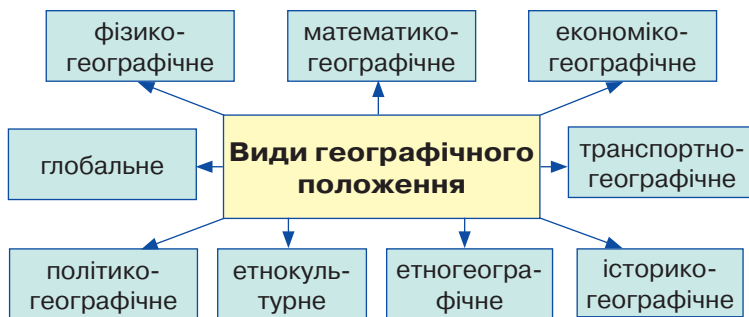 фізико-
географічне
математико-
географічне
економіко-
географічне
глобальне
Види географічного
положення
транспортно-
географічне
політико-
географічне
етнокуль-
турне
етногеогра-
фічне
історико-
географічне